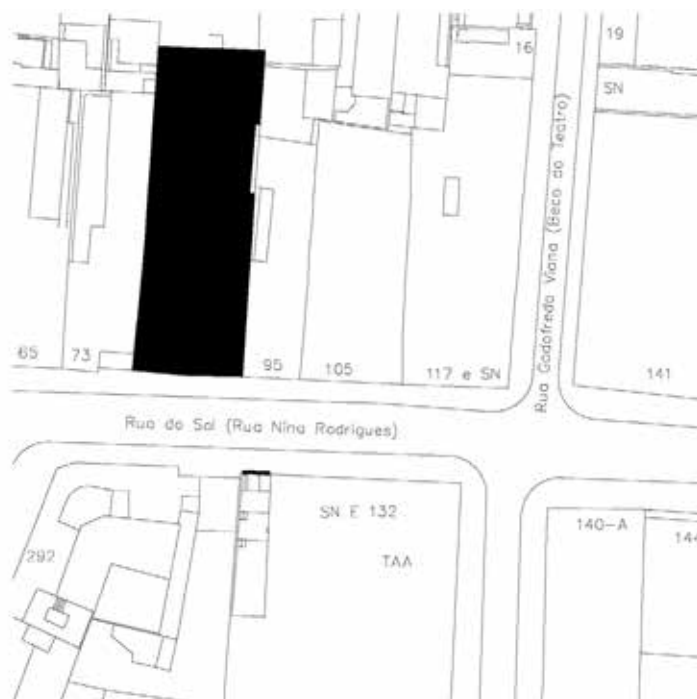 16
19
SN
Rua Godofredo Viana (Beco do Teatro)
65
73
95
105
117 e SN
141
Rua do Sol (Rua Nina Rodrigues)
SN E 132
140-A
144
292
TAA